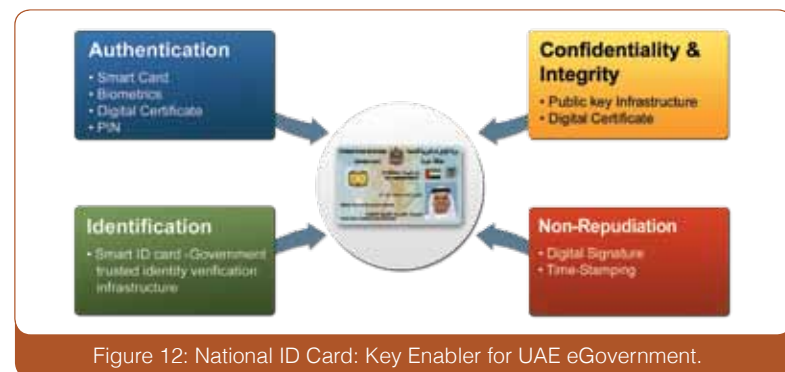 Authentication
• Smart Card
• Biometrics
• Digital Certificate
• PIN
Confidentiality &
Integrity
• Public key Infrastructure
• Digital Certificate
Identification
• Smart ID card -Government
trusted identity verification
infrastructure
Non-Repudiation
• Digital Signature
• Time-Stamping
Figure 12: National ID Card: Key Enabler for UAE eGovernment.